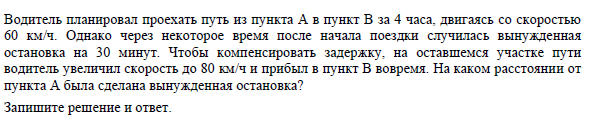 Водитель планировал проехать путь из пункта А в пункт В за 4 часа, двигаясь со скоростью
60 км/ч. Однако через некоторое время после начала поездки случилась вынужденная
остановка на 30 минут. Чтобы компенсировать задержку, на оставшемся участке пути
водитель увеличил скорость до 80 км/ч и прибыл в пункт В вовремя. На каком расстоянии от
пункта А была сделана вынужденная остановка?
Запишите решение и ответ.